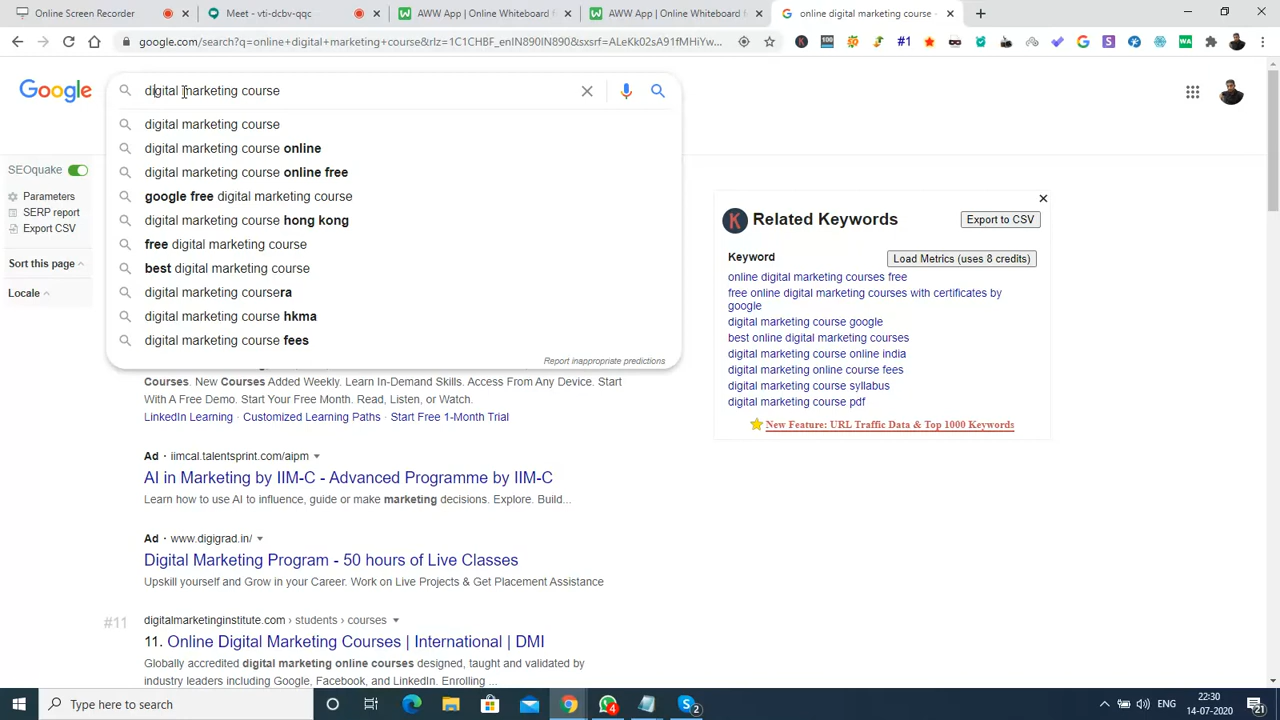 Online Screen Recorder
Meet - vti-dcbv-qqc
AWW App | Online Whiteboard f
AWW App | Online Whiteboard f
online digital marketing course -
google.com/search?q=online+digital+marketing+course&rlz=1C1CHBF_enIN890IN890&sxsrf=ALeKk02sA91fMHiYw...
100
#1
S
WA
Google
digital marketing course
digital marketing course
digital marketing course online
digital marketing course online free
google free digital marketing course
digital marketing course hong kong
free digital marketing course
best digital marketing course
digital marketing coursera
digital marketing course hkma
digital marketing course fees
Report inappropriate predictions
SEOquake
Parameters
SERP report
Export CSV
Sort this page
Locale
Courses. New Courses Added Weekly. Learn In-Demand Skills. Access From Any Device. Start
With A Free Demo. Start Your Free Month. Read, Listen, or Watch.
LinkedIn Learning · Customized Learning Paths · Start Free 1-Month Trial
Ad · iimcal.talentsprint.com/aipm
AI in Marketing by IIM-C - Advanced Programme by IIM-C
Learn how to use AI to influence, guide or make marketing decisions. Explore. Build...
Ad · www.digigrad.in/
Digital Marketing Program - 50 hours of Live Classes
Upskill yourself and Grow in your Career. Work on Live Projects & Get Placement Assistance
#11
digitalmarketinginstitute.com › students › courses
11. Online Digital Marketing Courses | International | DMI
Globally accredited digital marketing online courses designed, taught and validated by
industry leaders including Google, Facebook, and LinkedIn. Enrolling ...
K
Related Keywords
Export to CSV
Keyword
Load Metrics (uses 8 credits)
online digital marketing courses free
free online digital marketing courses with certificates by
google
digital marketing course google
best online digital marketing courses
digital marketing course online india
digital marketing online course fees
digital marketing course syllabus
digital marketing course pdf
New Feature: URL Traffic Data & Top 1000 Keywords
Type here to search
4
2
ENG
22:30
14-07-2020
21